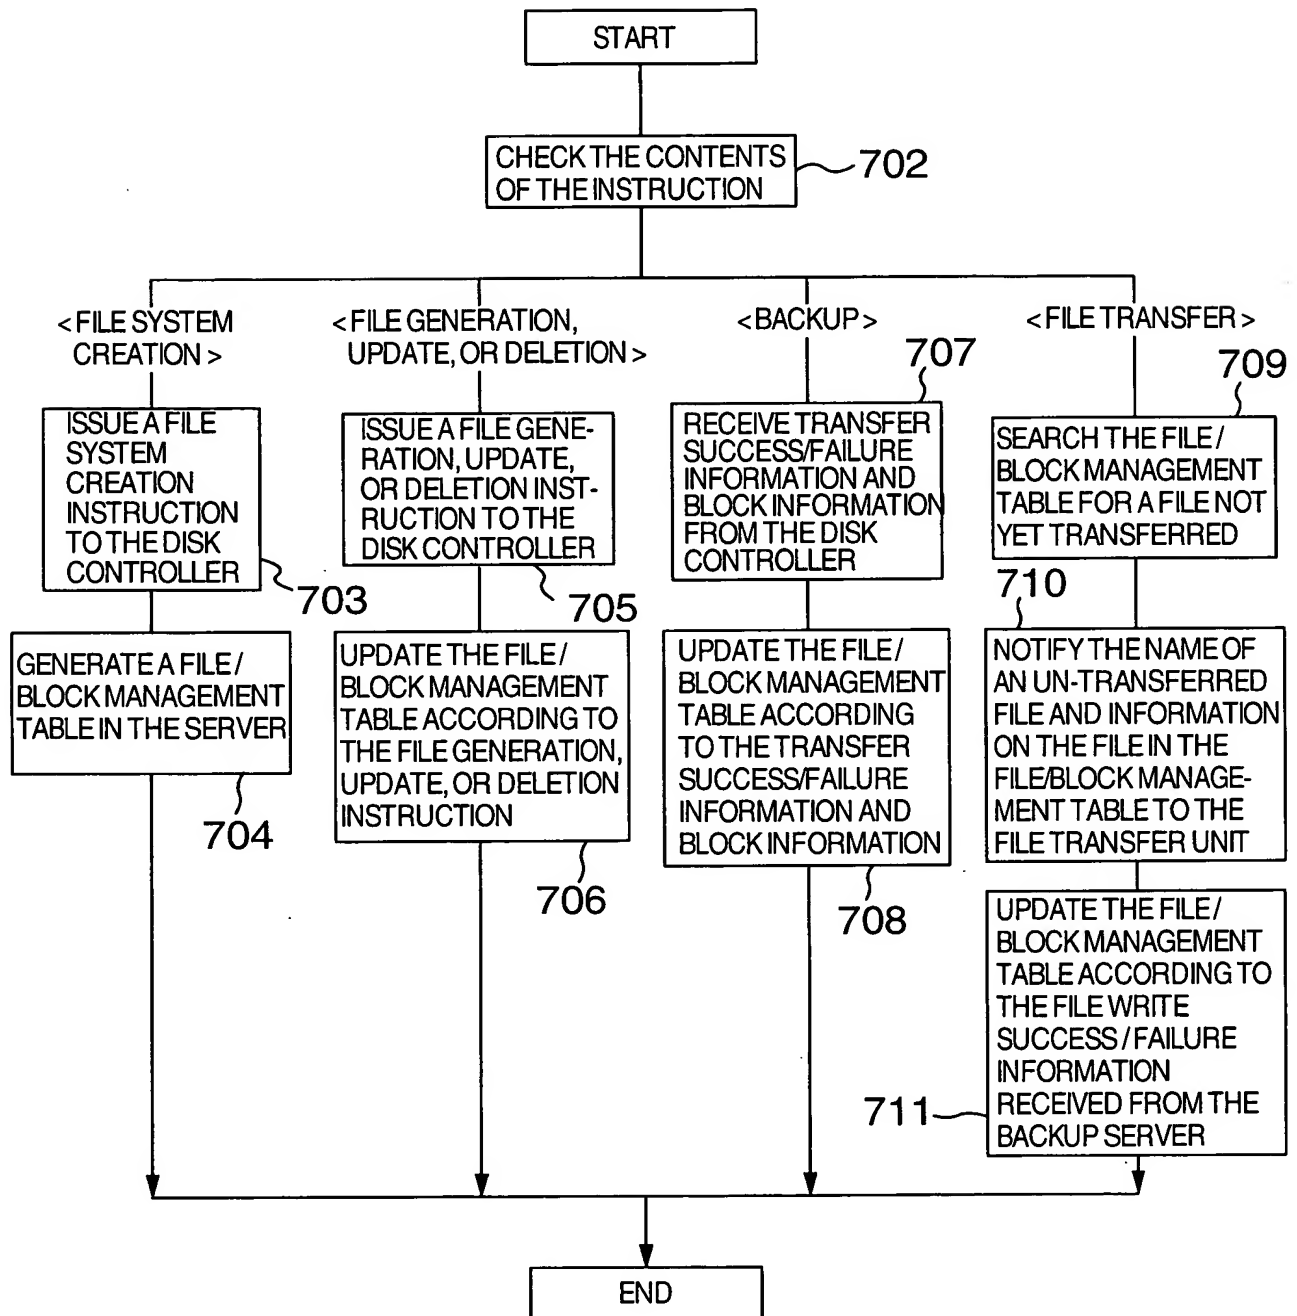 START
CHECK THE CONTENTS
OF THE INSTRUCTION
702
< FILE SYSTEM
CREATION >
ISSUE A FILE
SYSTEM
CREATION
INSTRUCTION
TO THE DISK
CONTROLLER
703
GENERATE A FILE /
BLOCK MANAGEMENT
TABLE IN THE SERVER
704
< FILE GENERATION,
UPDATE, OR DELETION >
ISSUE A FILE GENE-
RATION, UPDATE,
OR DELETION INST-
RUCTION TO THE
DISK CONTROLLER
705
UPDATE THE FILE /
BLOCK MANAGEMENT
TABLE ACCORDING TO
THE FILE GENERATION,
UPDATE, OR DELETION
INSTRUCTION
706
< BACKUP >
707
RECEIVE TRANSFER
SUCCESS/FAILURE
INFORMATION AND
BLOCK INFORMATION
FROM THE DISK
CONTROLLER
UPDATE THE FILE /
BLOCK MANAGEMENT
TABLE ACCORDING
TO THE TRANSFER
SUCCESS/FAILURE
INFORMATION AND
BLOCK INFORMATION
708
< FILE TRANSFER >
709
SEARCH THE FILE /
BLOCK MANAGEMENT
TABLE FOR A FILE NOT
YET TRANSFERRED
710
NOTIFY THE NAME OF
AN UN-TRANSFERRED
FILE AND INFORMATION
ON THE FILE IN THE
FILE/BLOCK MANAGE-
MENT TABLE TO THE
FILE TRANSFER UNIT
UPDATE THE FILE /
BLOCK MANAGEMENT
TABLE ACCORDING TO
THE FILE WRITE
SUCCESS / FAILURE
INFORMATION
RECEIVED FROM THE
BACKUP SERVER
711
END